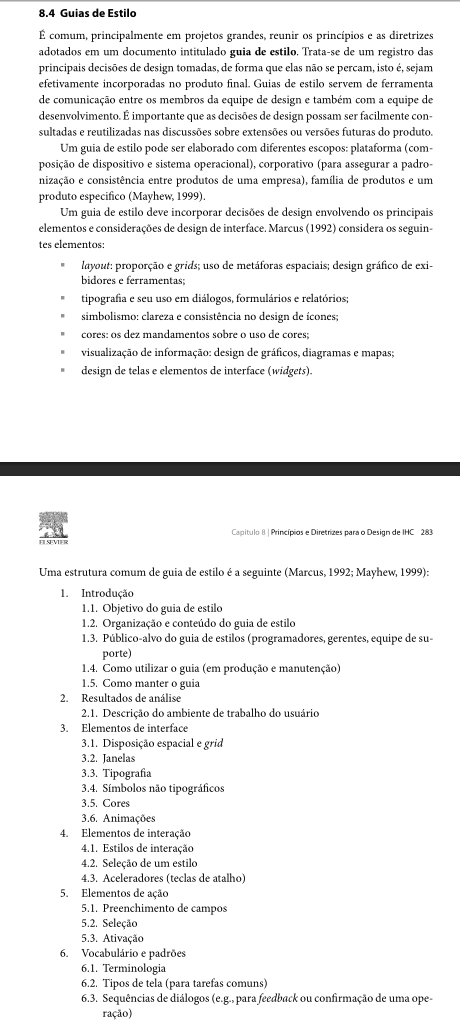 8.4 Guias de Estilo
É comum, principalmente em projetos grandes, reunir os princípios e as diretrizes
adotados em um documento intitulado guia de estilo. Trata-se de um registro das
principais decisões de design tomadas, de forma que elas não se percam, isto é, sejam
efetivamente incorporadas no produto final. Guias de estilo servem de ferramenta
de comunicação entre os membros da equipe de design e também com a equipe de
desenvolvimento. É importante que as decisões de design possam ser facilmente con-
sultadas e reutilizadas nas discussões sobre extensões ou versões futuras do produto.
Um guia de estilo pode ser elaborado com diferentes escopos: plataforma (com-
posição de dispositivo e sistema operacional), corporativo (para assegurar a padro-
nização e consistência entre produtos de uma empresa), família de produtos e um
produto específico (Mayhew, 1999).
Um guia de estilo deve incorporar decisões de design envolvendo os principais
elementos e considerações de design de interface. Marcus (1992) considera os seguin-
tes elementos:
▪ layout: proporção e grids; uso de metáforas espaciais; design gráfico de exi-
bidores e ferramentas;
▪ tipografia e seu uso em diálogos, formulários e relatórios;
▪ simbolismo: clareza e consistência no design de ícones;
▪ cores: os dez mandamentos sobre o uso de cores;
▪ visualização de informação: design de gráficos, diagramas e mapas;
▪ design de telas e elementos de interface (widgets).
ELSEVIER
Capítulo 8 | Princípios e Diretrizes para o Design de IHC 283
Uma estrutura comum de guia de estilo é a seguinte (Marcus, 1992; Mayhew, 1999):
1. Introdução
1.1. Objetivo do guia de estilo
1.2. Organização e conteúdo do guia de estilo
1.3. Público-alvo do guia de estilos (programadores, gerentes, equipe de su-
porte)
1.4. Como utilizar o guia (em produção e manutenção)
1.5. Como manter o guia
2. Resultados de análise
2.1. Descrição do ambiente de trabalho do usuário
3. Elementos de interface
3.1. Disposição espacial e grid
3.2. Janelas
3.3. Tipografia
3.4. Símbolos não tipográficos
3.5. Cores
3.6. Animações
4. Elementos de interação
4.1. Estilos de interação
4.2. Seleção de um estilo
4.3. Aceleradores (teclas de atalho)
5. Elementos de ação
5.1. Preenchimento de campos
5.2. Seleção
5.3. Ativação
6. Vocabulário e padrões
6.1. Terminologia
6.2. Tipos de tela (para tarefas comuns)
6.3. Sequências de diálogos (e.g., para feedback ou confirmação de uma ope-
ração)